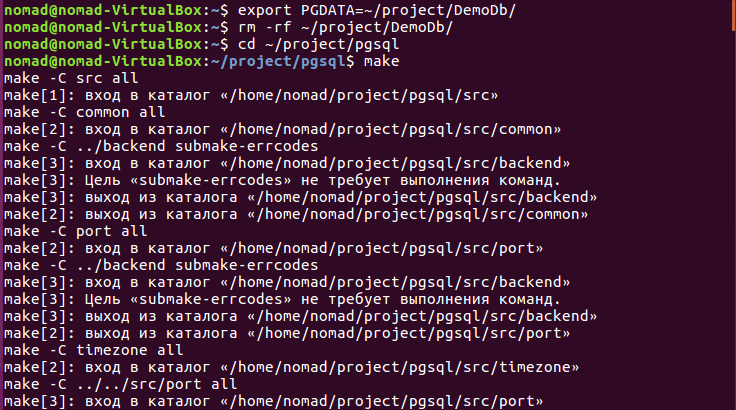 nomad@nomad-VirtualBox:~$ export PGDATA=~/project/DemoDb/
nomad@nomad-VirtualBox:~$ rm -rf ~/project/DemoDb/
nomad@nomad-VirtualBox:~$ cd ~/project/pgsql
nomad@nomad-VirtualBox:~/project/pgsql$ make
make -C src all
make[1]: вход в каталог «/home/nomad/project/pgsql/src»
make -C common all
make[2]: вход в каталог «/home/nomad/project/pgsql/src/common»
make -C ../backend submake-errcodes
make[3]: вход в каталог «/home/nomad/project/pgsql/src/backend»
make[3]: Цель «submake-errcodes» не требует выполнения команд.
make[3]: выход из каталога «/home/nomad/project/pgsql/src/backend»
make[2]: выход из каталога «/home/nomad/project/pgsql/src/common»
make -C port all
make[2]: вход в каталог «/home/nomad/project/pgsql/src/port»
make -C ../backend submake-errcodes
make[3]: вход в каталог «/home/nomad/project/pgsql/src/backend»
make[3]: Цель «submake-errcodes» не требует выполнения команд.
make[3]: выход из каталога «/home/nomad/project/pgsql/src/backend»
make[2]: выход из каталога «/home/nomad/project/pgsql/src/port»
make -C timezone all
make[2]: вход в каталог «/home/nomad/project/pgsql/src/timezone»
make -C ../../src/port all
make[3]: вход в каталог «/home/nomad/project/pgsql/src/port»